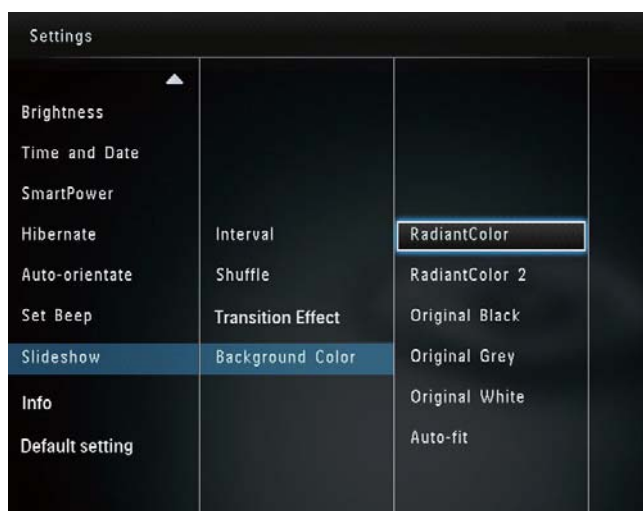 Settings
Brightness
Time and Date
SmartPower
Hibernate
Auto-orientate
Set Beep
Slideshow
Info
Default setting
Interval
Shuffle
Transition Effect
Background Color
RadiantColor
RadiantColor 2
Original Black
Original Grey
Original White
Auto-fit